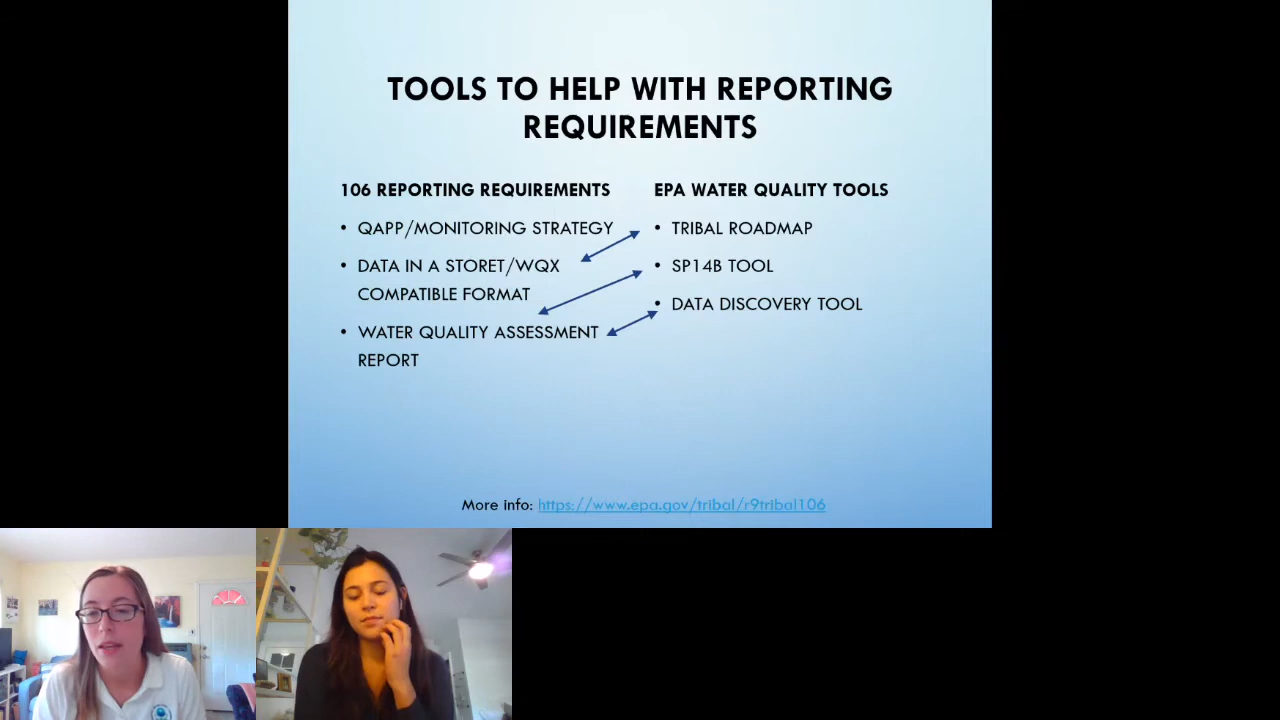 TOOLS TO HELP WITH REPORTING
REQUIREMENTS
106 REPORTING REQUIREMENTS
• QAPP/MONITORING STRATEGY
• DATA IN A STORET/WQX
COMPATIBLE FORMAT
• WATER QUALITY ASSESSMENT
REPORT
EPA WATER QUALITY TOOLS
• TRIBAL ROADMAP
• SP14B TOOL
• DATA DISCOVERY TOOL
More info: https://www.epa.gov/tribal/r9tribal106